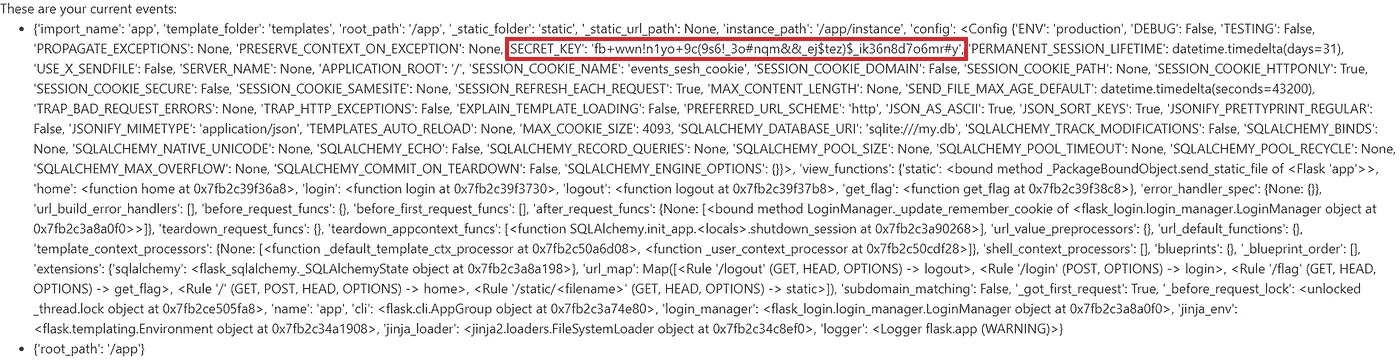 These are your current events:
• {'import_name': 'app', 'template_folder': 'templates', 'root_path': '/app', '_static_folder': 'static', '_static_url_path': None, 'instance_path': '/app/instance', 'config': <Config {'ENV': 'production', 'DEBUG': False, 'TESTING': False,
'PROPAGATE_EXCEPTIONS': None, 'PRESERVE_CONTEXT_ON_EXCEPTION': None, 'SECRET_KEY': 'fb+wwn!n1yo+9c(9s6!_3o#nqm&&_ej$tez)$_ik36n8d7o6mr#y', 'PERMANENT_SESSION_LIFETIME': datetime.timedelta(days=31),
'USE_X_SENDFILE': False, 'SERVER_NAME': None, 'APPLICATION_ROOT': '/', 'SESSION_COOKIE_NAME': 'events_sesh_cookie', 'SESSION_COOKIE_DOMAIN': False, 'SESSION_COOKIE_PATH': None, 'SESSION_COOKIE_HTTPONLY': True,
'SESSION_COOKIE_SECURE': False, 'SESSION_COOKIE_SAMESITE': None, 'SESSION_REFRESH_EACH_REQUEST': True, 'MAX_CONTENT_LENGTH': None, 'SEND_FILE_MAX_AGE_DEFAULT': datetime.timedelta(seconds=43200),
'TRAP_BAD_REQUEST_ERRORS': None, 'TRAP_HTTP_EXCEPTIONS': False, 'EXPLAIN_TEMPLATE_LOADING': False, 'PREFERRED_URL_SCHEME': 'http', 'JSON_AS_ASCII': True, 'JSON_SORT_KEYS': True, 'JSONIFY_PRETTYPRINT_REGULAR':
False, 'JSONIFY_MIMETYPE': 'application/json', 'TEMPLATES_AUTO_RELOAD': None, 'MAX_COOKIE_SIZE': 4093, 'SQLALCHEMY_DATABASE_URI': 'sqlite:///my.db', 'SQLALCHEMY_TRACK_MODIFICATIONS': False, 'SQLALCHEMY_BINDS':
None, 'SQLALCHEMY_NATIVE_UNICODE': None, 'SQLALCHEMY_ECHO': False, 'SQLALCHEMY_RECORD_QUERIES': None, 'SQLALCHEMY_POOL_SIZE': None, 'SQLALCHEMY_POOL_TIMEOUT': None, 'SQLALCHEMY_POOL_RECYCLE': None,
'SQLALCHEMY_MAX_OVERFLOW': None, 'SQLALCHEMY_COMMIT_ON_TEARDOWN': False, 'SQLALCHEMY_ENGINE_OPTIONS': {}}>, 'view_functions': {'static': <bound method _PackageBoundObject.send_static_file of <Flask 'app'>>,
'home': <function home at 0x7fb2c39f36a8>, 'login': <function login at 0x7fb2c39f3730>, 'logout': <function logout at 0x7fb2c39f37b8>, 'get_flag': <function get_flag at 0x7fb2c39f38c8>}, 'error_handler_spec': {None: {}},
'url_build_error_handlers': [], 'before_request_funcs': {}, 'before_first_request_funcs': [], 'after_request_funcs': {None: [<bound method LoginManager._update_remember_cookie of <flask_login.login_manager.LoginManager object at
0x7fb2c3a8a0f0>>]}, 'teardown_request_funcs': {}, 'teardown_appcontext_funcs': [<function SQLAlchemy.init_app.<locals>.shutdown_session at 0x7fb2c3a90268>], 'url_value_preprocessors': {}, 'url_default_functions': {},
'template_context_processors': {None: [<function _default_template_ctx_processor at 0x7fb2c50a6d08>, <function _user_context_processor at 0x7fb2c50cdf28>]}, 'shell_context_processors': [], 'blueprints': {}, '_blueprint_order': [],
'extensions': {'sqlalchemy': <flask_sqlalchemy._SQLAlchemyState object at 0x7fb2c3a8a198>}, 'url_map': Map([<Rule '/logout' (GET, HEAD, OPTIONS) -> logout>, <Rule '/login' (POST, OPTIONS) -> login>, <Rule '/flag' (GET, HEAD,
OPTIONS) -> get_flag>, <Rule '/' (GET, POST, HEAD, OPTIONS) -> home>, <Rule '/static/<filename>' (GET, HEAD, OPTIONS) -> static>]), 'subdomain_matching': False, '_got_first_request': True, '_before_request_lock': <unlocked
_thread.lock object at 0x7fb2ce505fa8>, 'name': 'app', 'cli': <flask.cli.AppGroup object at 0x7fb2c3a74e80>, 'login_manager': <flask_login.login_manager.LoginManager object at 0x7fb2c3a8a0f0>, 'jinja_env':
<flask.templating.Environment object at 0x7fb2c34a1908>, 'jinja_loader': <jinja2.loaders.FileSystemLoader object at 0x7fb2c34c8ef0>, 'logger': <Logger flask.app (WARNING)>}
• {'root_path': '/app'}